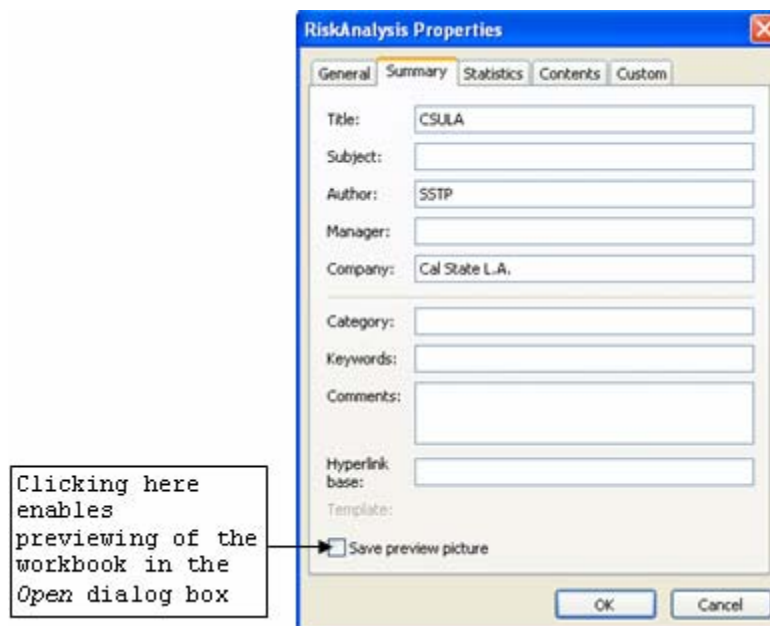 RiskAnalysis Properties
General Summary Statistics Contents Custom
Title: CSULA
Subject:
Author: SSTP
Manager:
Company: Cal State L.A.
Category:
Keywords:
Comments:
Hyperlink
base:
Template:
Save preview picture
OK Cancel
Clicking here
enables
previewing of the
workbook in the
Open dialog box